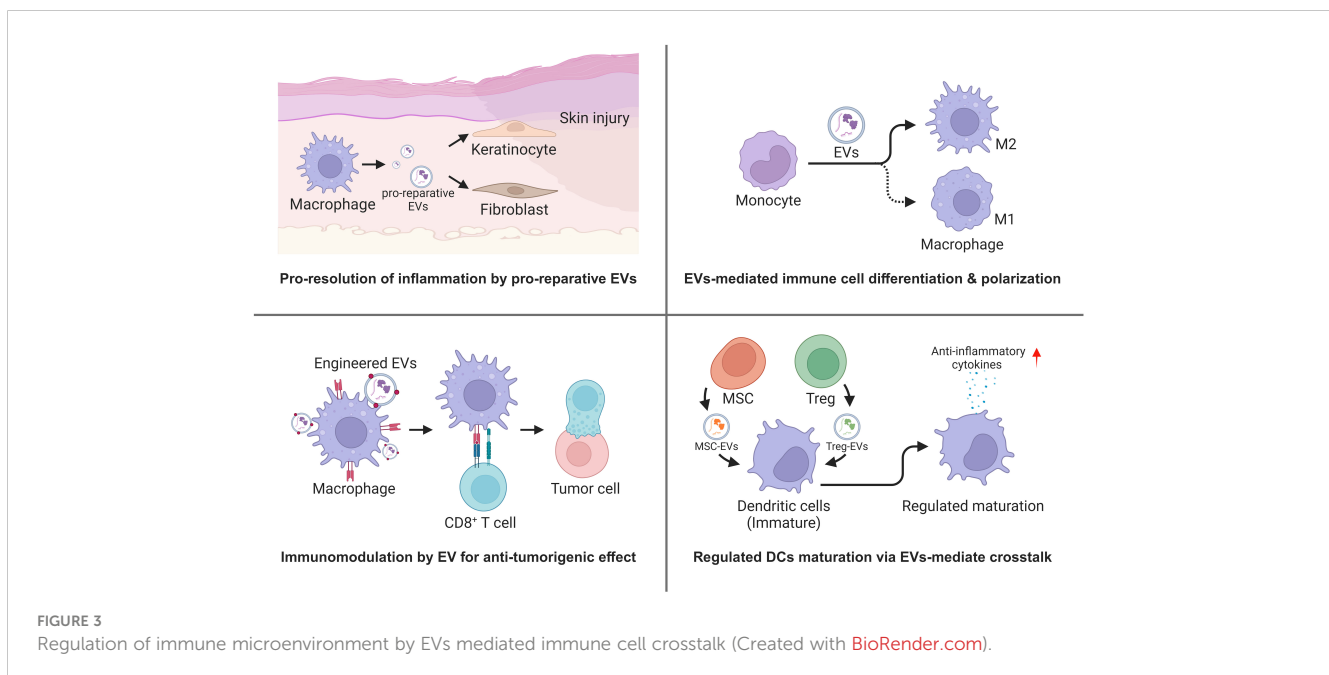 Skin injury
Keratinocyte
Macrophage
pro-reparative
EVs
Fibroblast
Pro-resolution of inflammation by pro-reparative EVs
EVs
M2
Monocyte
M1
Macrophage
EVs-mediated immune cell differentiation & polarization
Engineered EVs
Macrophage
CD8⁺ T cell
Tumor cell
Immunomodulation by EV for anti-tumorigenic effect
MSC
Treg
Anti-inflammatory
cytokines
MSC-EVs
Treg-EVs
Dendritic cells
(Immature)
Regulated maturation
Regulated DCs maturation via EVs-mediate crosstalk
FIGURE 3
Regulation of immune microenvironment by EVs mediated immune cell crosstalk (Created with BioRender.com).